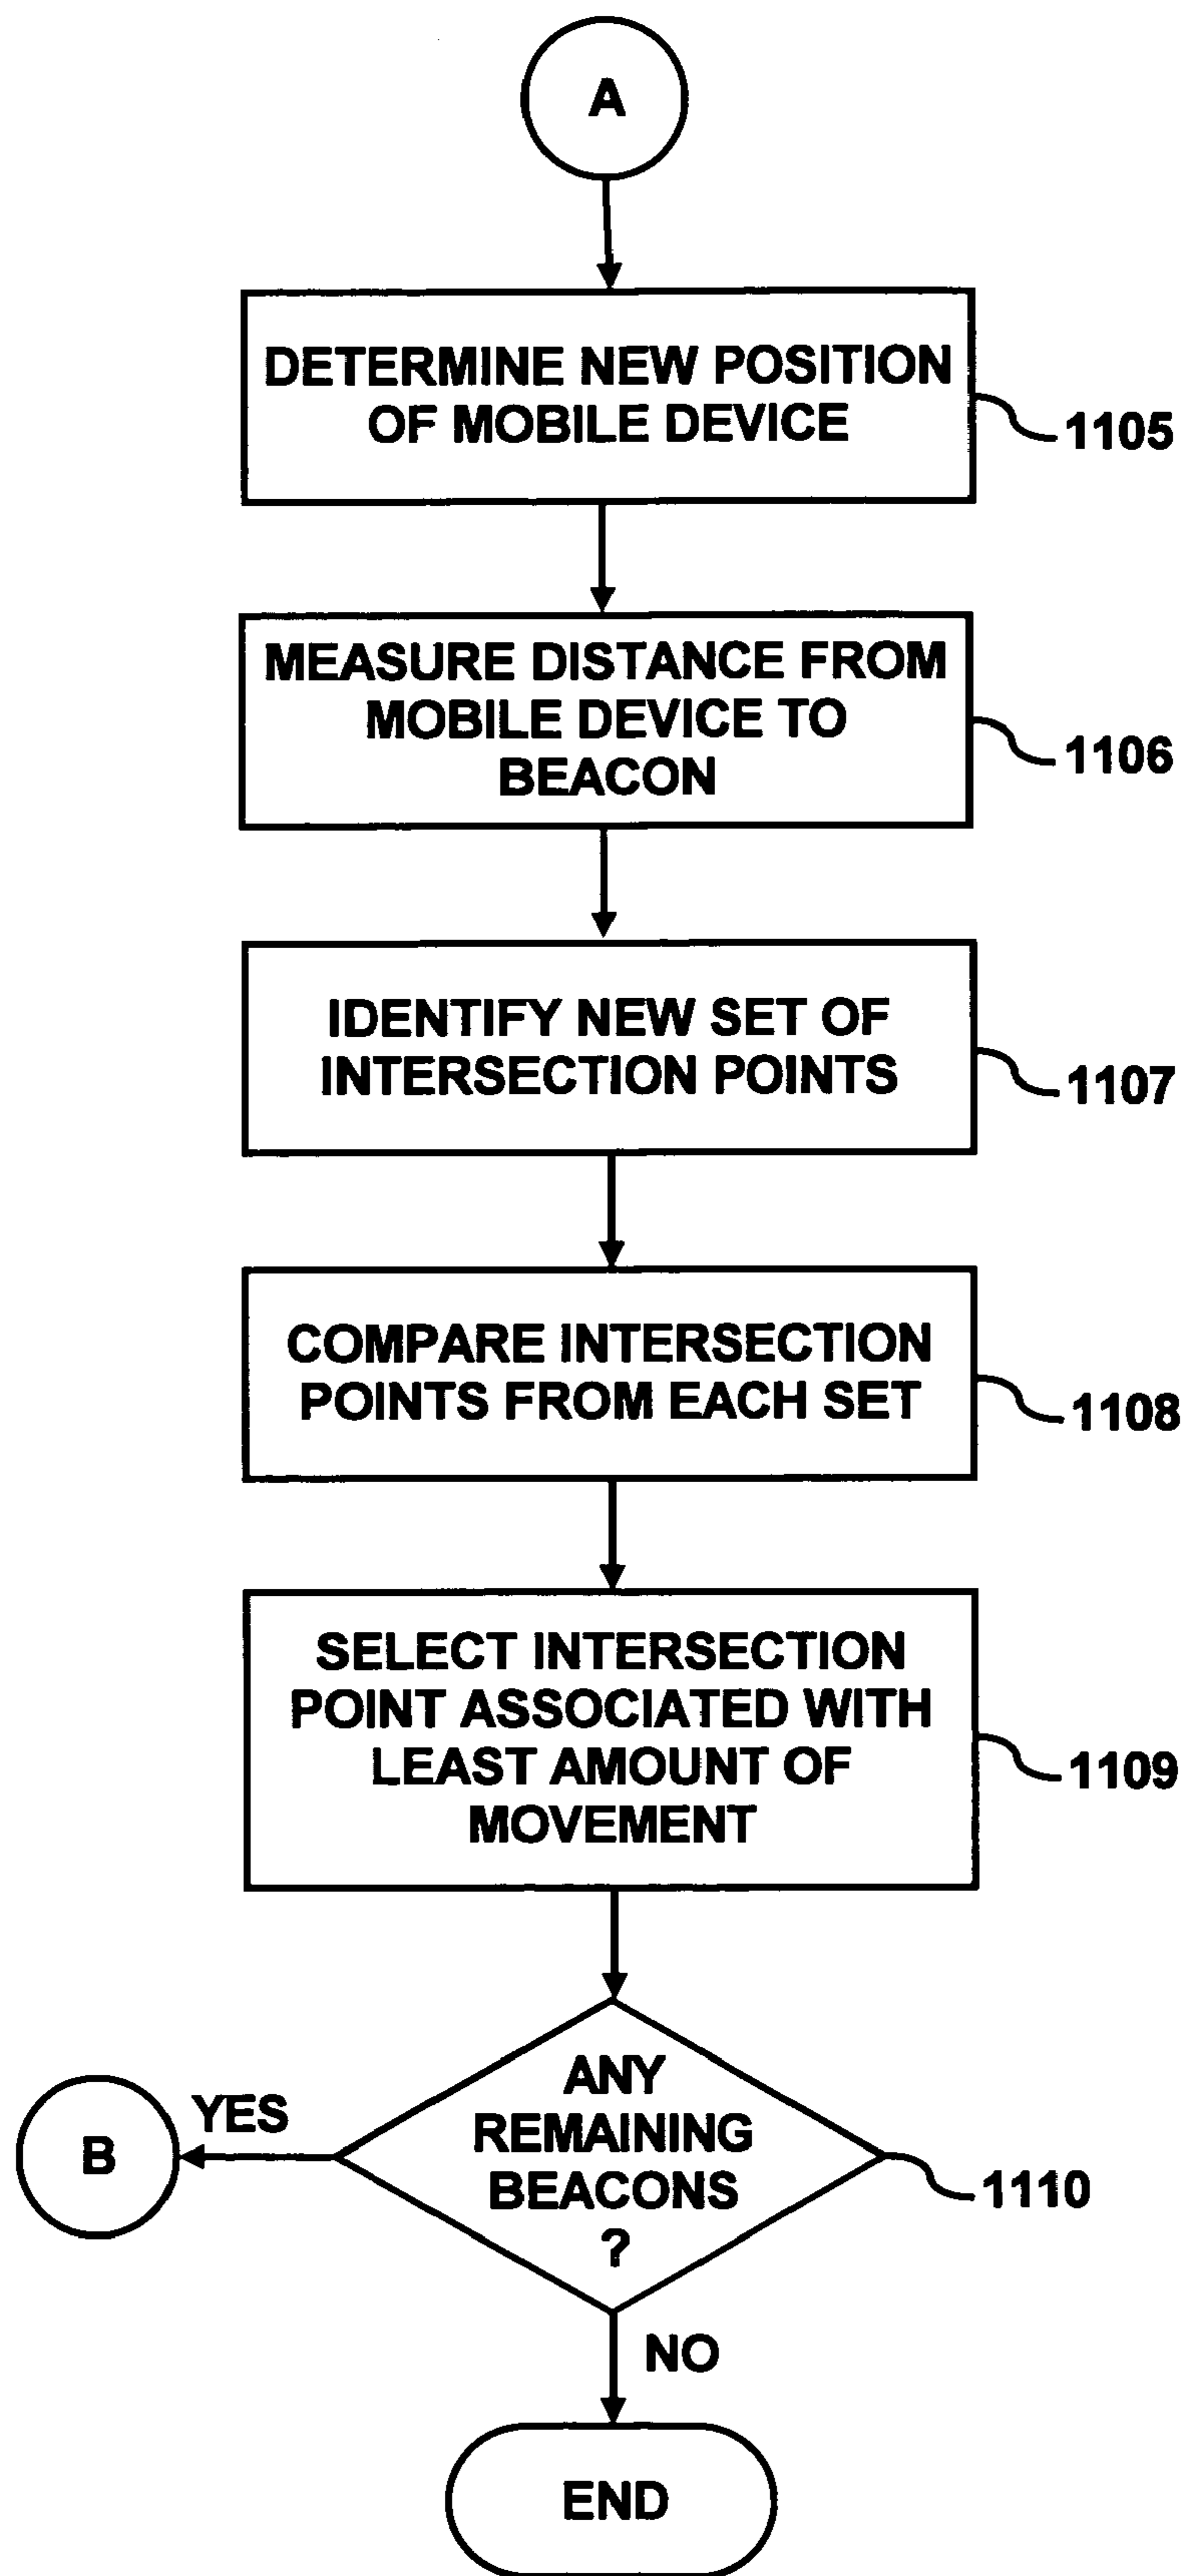 A
DETERMINE NEW POSITION
OF MOBILE DEVICE
1105
MEASURE DISTANCE FROM
MOBILE DEVICE TO
BEACON
1106
IDENTIFY NEW SET OF
INTERSECTION POINTS
1107
COMPARE INTERSECTION
POINTS FROM EACH SET
1108
SELECT INTERSECTION
POINT ASSOCIATED WITH
LEAST AMOUNT OF
MOVEMENT
1109
ANY
REMAINING
BEACONS
?
1110
YES
B
NO
END